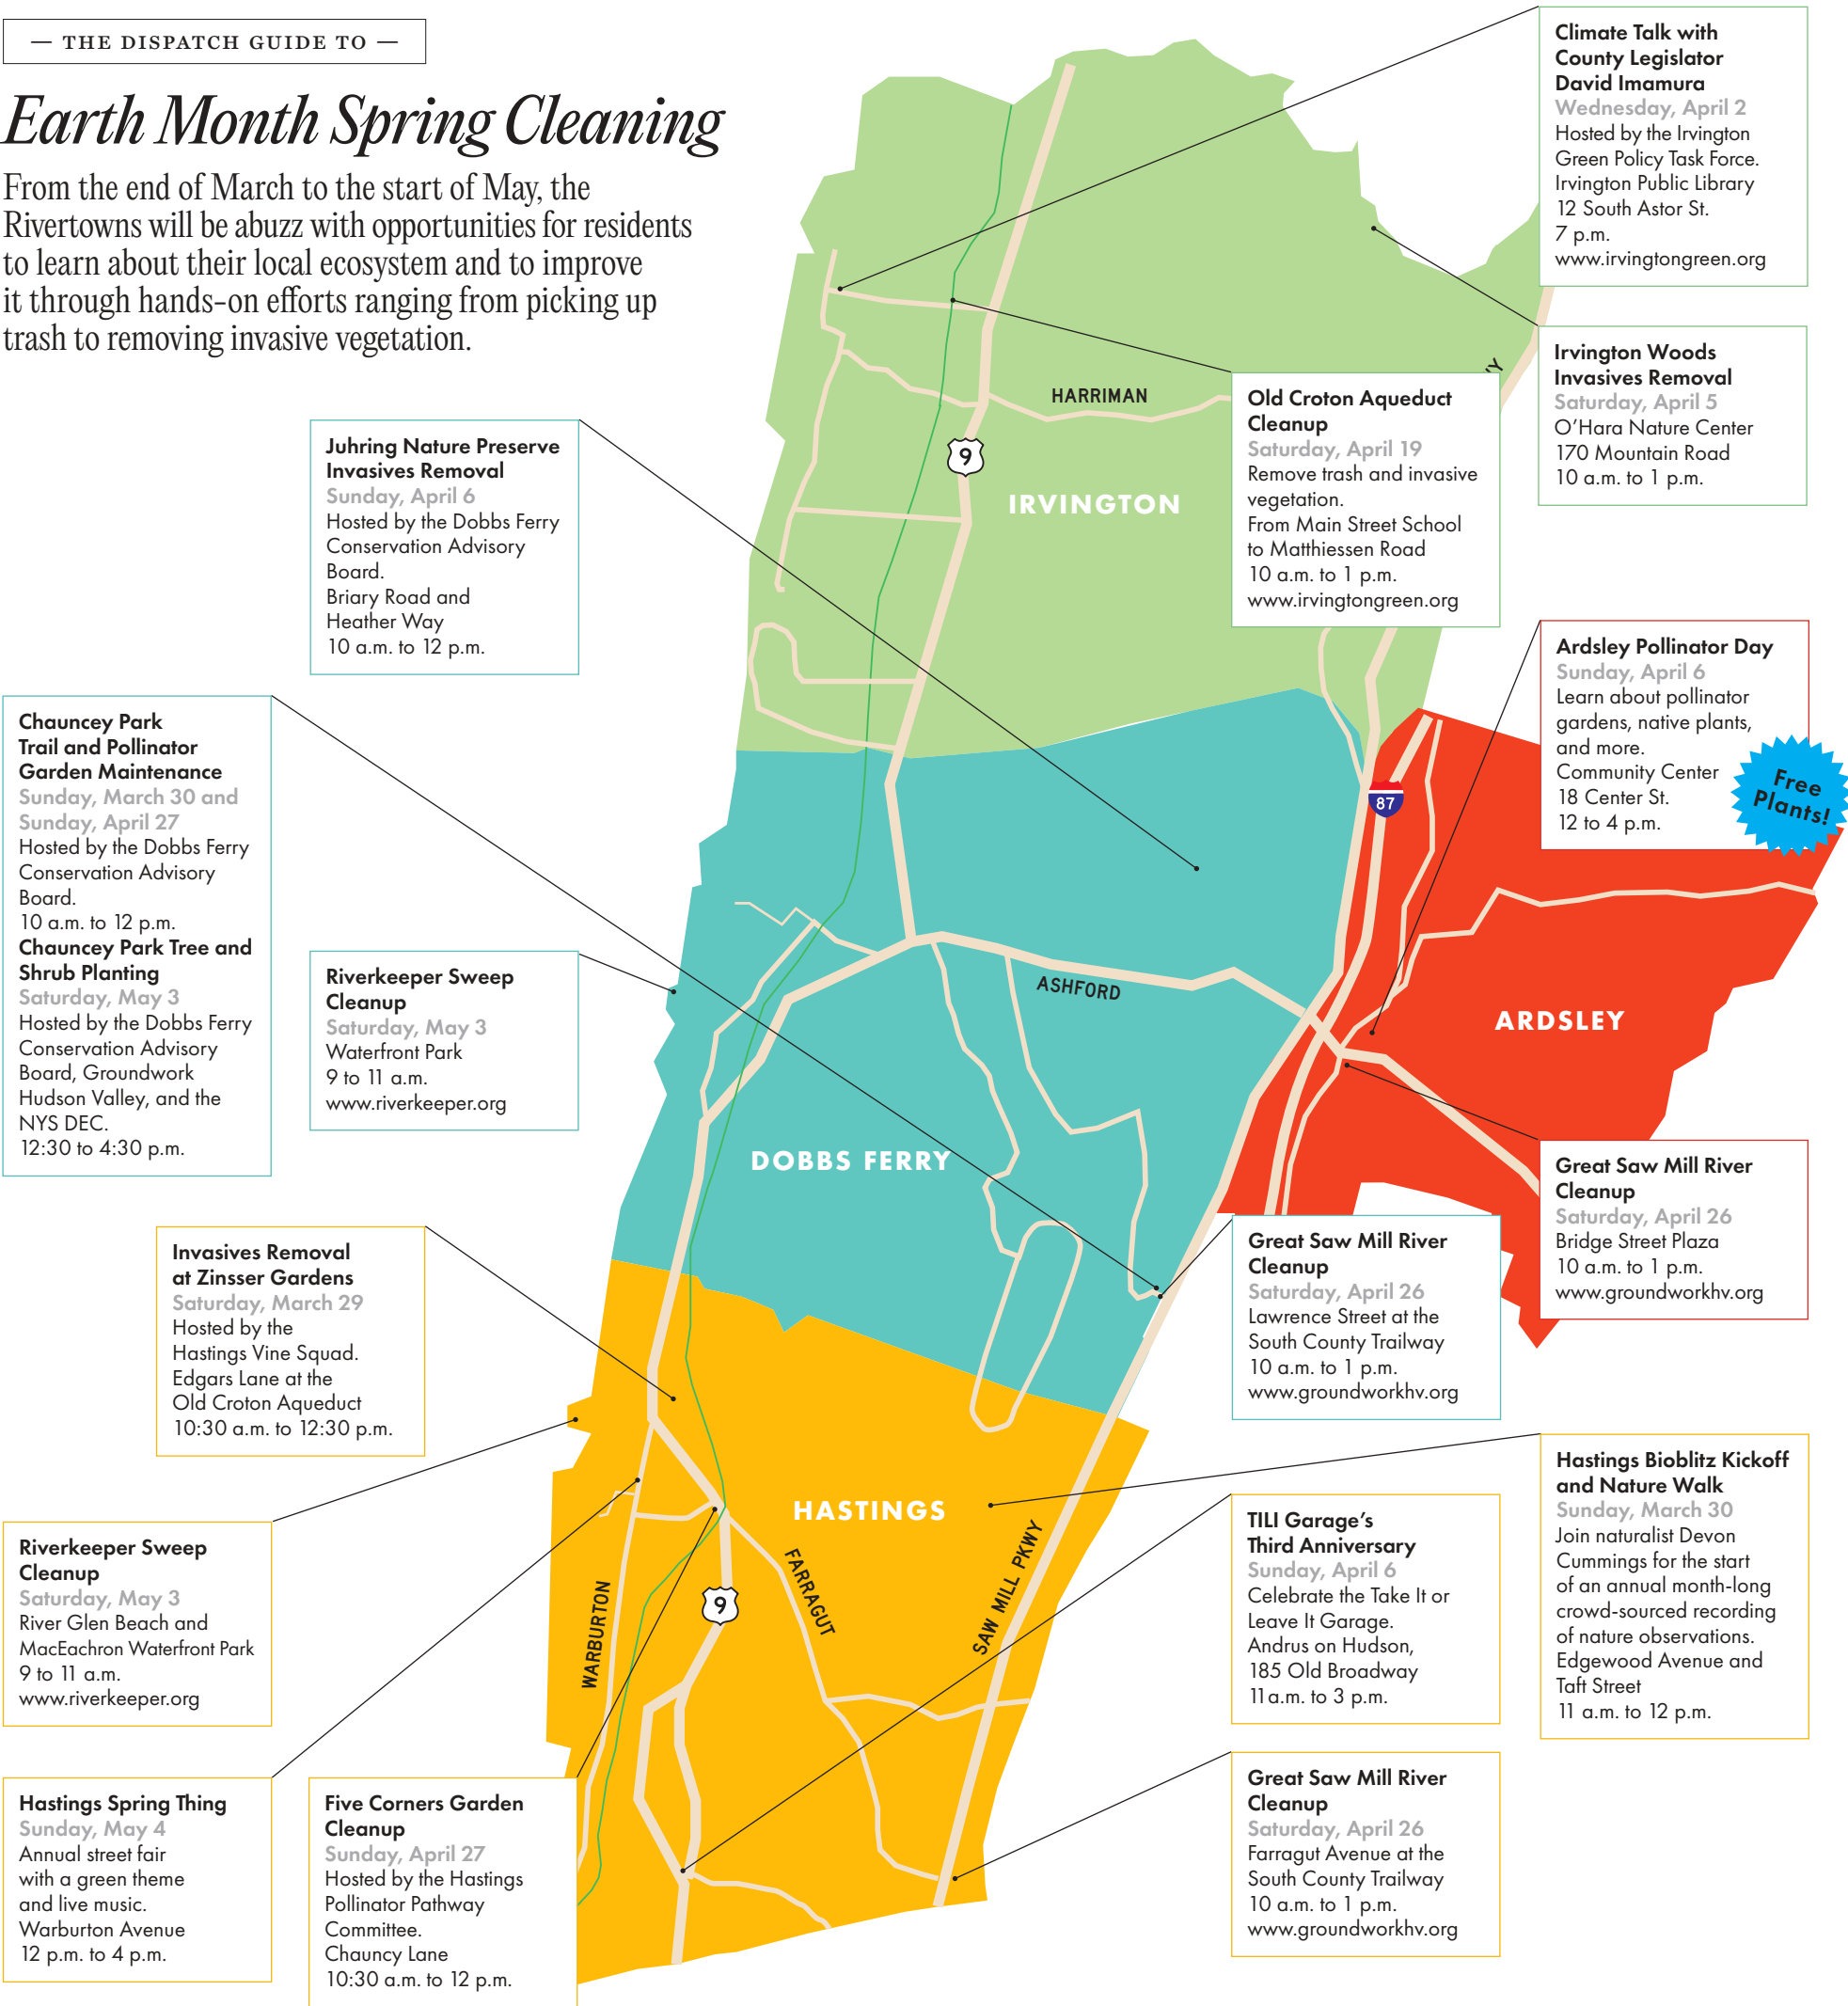 — THE DISPATCH GUIDE TO —
Earth Month Spring Cleaning
From the end of March to the start of May, the
Rivertowns will be abuzz with opportunities for residents
to learn about their local ecosystem and to improve
it through hands-on efforts ranging from picking up
trash to removing invasive vegetation.
Climate Talk with
County Legislator
David Imamura
Wednesday, April 2
Hosted by the Irvington
Green Policy Task Force.
Irvington Public Library
12 South Astor St.
7 p.m.
www.irvingtongreen.org
Irvington Woods
Invasives Removal
Saturday, April 5
O’Hara Nature Center
170 Mountain Road
10 a.m. to 1 p.m.
HARRIMAN
9
IRVINGTON
Old Croton Aqueduct
Cleanup
Saturday, April 19
Remove trash and invasive
vegetation.
From Main Street School
to Matthiessen Road
10 a.m. to 1 p.m.
www.irvingtongreen.org
Juhring Nature Preserve
Invasives Removal
Sunday, April 6
Hosted by the Dobbs Ferry
Conservation Advisory
Board.
Briary Road and
Heather Way
10 a.m. to 12 p.m.
Ardsley Pollinator Day
Sunday, April 6
Learn about pollinator
gardens, native plants,
and more.
Community Center
18 Center St.
12 to 4 p.m.
Free
Plants!
87
Chauncey Park
Trail and Pollinator
Garden Maintenance
Sunday, March 30 and
Sunday, April 27
Hosted by the Dobbs Ferry
Conservation Advisory
Board.
10 a.m. to 12 p.m.
Chauncey Park Tree and
Shrub Planting
Saturday, May 3
Hosted by the Dobbs Ferry
Conservation Advisory
Board, Groundwork
Hudson Valley, and the
NYS DEC.
12:30 to 4:30 p.m.
Riverkeeper Sweep
Cleanup
Saturday, May 3
Waterfront Park
9 to 11 a.m.
www.riverkeeper.org
ASHFORD
ARDSLEY
DOBBS FERRY
Great Saw Mill River
Cleanup
Saturday, April 26
Bridge Street Plaza
10 a.m. to 1 p.m.
www.groundworkhv.org
Great Saw Mill River
Cleanup
Saturday, April 26
Lawrence Street at the
South County Trailway
10 a.m. to 1 p.m.
www.groundworkhv.org
Invasives Removal
at Zinsser Gardens
Saturday, March 29
Hosted by the
Hastings Vine Squad.
Edgars Lane at the
Old Croton Aqueduct
10:30 a.m. to 12:30 p.m.
HASTINGS
FARRAGUT
SAW MILL PKWY
WARBURTON
9
Hastings Bioblitz Kickoff
and Nature Walk
Sunday, March 30
Join naturalist Devon
Cummings for the start
of an annual month-long
crowd-sourced recording
of nature observations.
Edgewood Avenue and
Taft Street
11 a.m. to 12 p.m.
TILI Garage’s
Third Anniversary
Sunday, April 6
Celebrate the Take It or
Leave It Garage.
Andrus on Hudson,
185 Old Broadway
11a.m. to 3 p.m.
Riverkeeper Sweep
Cleanup
Saturday, May 3
River Glen Beach and
MacEachron Waterfront Park
9 to 11 a.m.
www.riverkeeper.org
Great Saw Mill River
Cleanup
Saturday, April 26
Farragut Avenue at the
South County Trailway
10 a.m. to 1 p.m.
www.groundworkhv.org
Hastings Spring Thing
Sunday, May 4
Annual street fair
with a green theme
and live music.
Warburton Avenue
12 p.m. to 4 p.m.
Five Corners Garden
Cleanup
Sunday, April 27
Hosted by the Hastings
Pollinator Pathway
Committee.
Chauncy Lane
10:30 a.m. to 12 p.m.